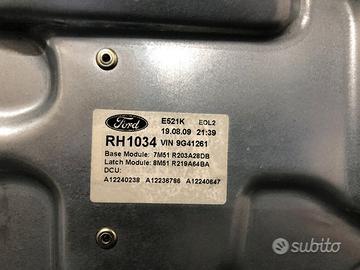 Ford
E521K EOL2
19.08.09 21:39
RH1034 VIN 9G41261
Base Module: 7M51 R203A28DB
Latch Module: 8M51 R219A64BA
DCU:
A12240238 A12236786 A12240647
subito